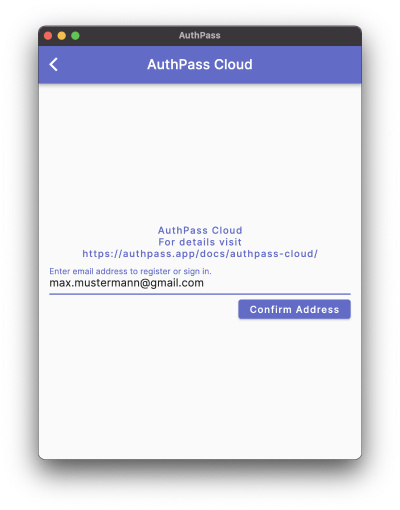 AuthPass
AuthPass Cloud
AuthPass Cloud
For details visit
https://authpass.app/docs/authpass-cloud/
Enter email address to register or sign in.
max.mustermann@gmail.com
Confirm Address